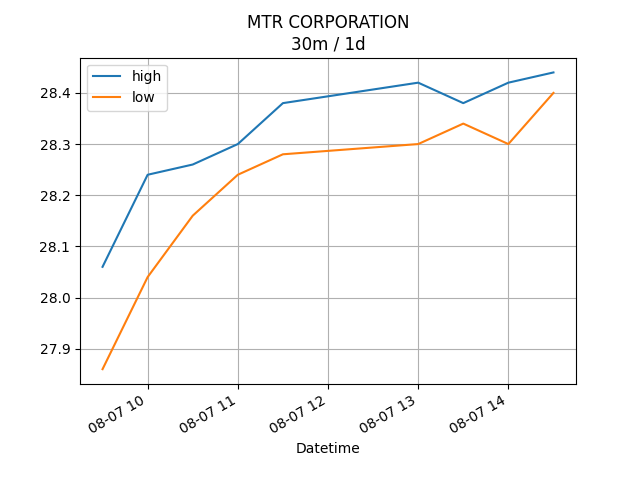 MTR CORPORATION
30m / 1d
high
low
28.4
28.3
28.2
28.1
28.0
27.9
08-07 10
08-07 11
08-07 12
08-07 13
08-07 14
Datetime